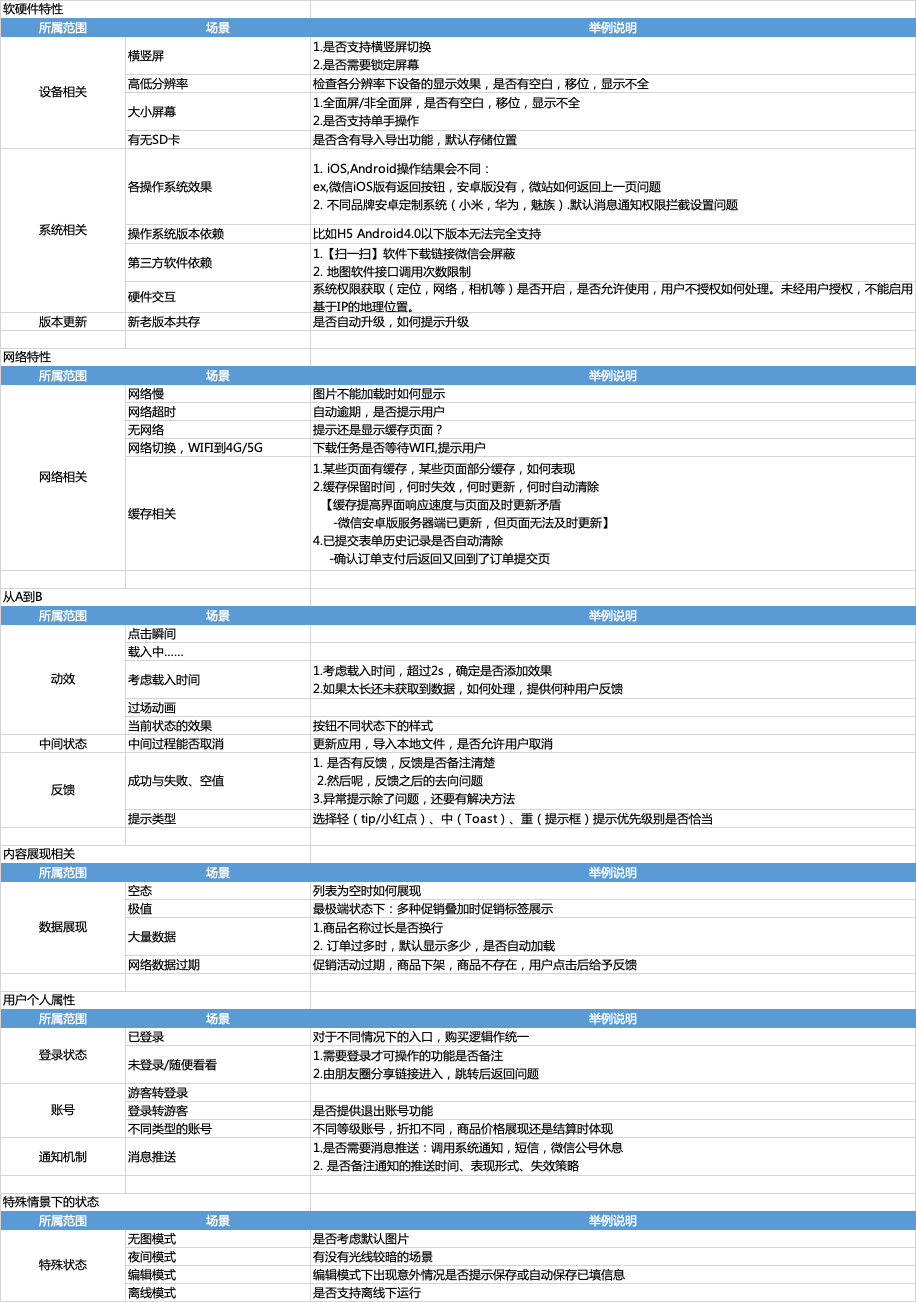 软硬件特性
所属范围 场景 举例说明
设备相关
横竖屏
1.是否支持横竖屏切换
2.是否需要锁定屏幕
高低分辨率
检查各分辨率下设备的显示效果，是否有空白，移位，显示不全
大小屏幕
1.全面屏/非全面屏，是否有空白，移位，显示不全
2.是否支持单手操作
有无SD卡
是否含有导入导出功能，默认存储位置
系统相关
各操作系统效果
1. iOS,Android操作结果会不同：
ex,微信iOS版有返回按钮，安卓版没有，微站如何返回上一页问题
2. 不同品牌安卓定制系统（小米，华为，魅族）.默认消息通知权限拦截设置问题
操作系统版本依赖
比如H5 Android4.0以下版本无法完全支持
第三方软件依赖
1.【扫一扫】软件下载链接微信会屏蔽
2. 地图软件接口调用次数限制
硬件交互
系统权限获取（定位，网络，相机等）是否开启，是否允许使用，用户不授权如何处理。未经用户授权，不能启用
基于IP的地理位置。
版本更新
新老版本共存
是否自动升级，如何提示升级
网络特性
所属范围 场景 举例说明
网络相关
网络慢
图片不能加载时如何显示
网络超时
自动逾期，是否提示用户
无网络
提示还是显示缓存页面？
网络切换，WIFI到4G/5G
下载任务是否等待WIFI,提示用户
缓存相关
1.某些页面有缓存，某些页面部分缓存，如何表现
2.缓存保留时间，何时失效，何时更新，何时自动清除
【缓存提高界面响应速度与页面及时更新矛盾
-微信安卓版服务器端已更新，但页面无法及时更新】
4.已提交表单历史记录是否自动清除
-确认订单支付后返回又回到了订单提交页
从A到B
所属范围 场景 举例说明
动效
点击瞬间
载入中......
考虑载入时间
1.考虑载入时间，超过2s，确定是否添加效果
2.如果太长还未获取到数据，如何处理，提供何种用户反馈
过场动画
当前状态的效果
按钮不同状态下的样式
中间状态
中间过程能否取消
更新应用，导入本地文件，是否允许用户取消
反馈
成功与失败、空值
1. 是否有反馈，反馈是否备注清楚
2.然后呢，反馈之后的去向问题
3.异常提示除了问题，还要有解决方法
提示类型
选择轻（tip/小红点）、中（Toast）、重（提示框）提示优先级别是否恰当
内容展现相关
所属范围 场景 举例说明
数据展现
空态
列表为空时如何展现
极值
最极端状态下：多种促销叠加时促销标签展示
大量数据
1.商品名称过长是否换行
2. 订单过多时，默认显示多少，是否自动加载
网络数据过期
促销活动过期，商品下架，商品不存在，用户点击后给予反馈
用户个人属性
所属范围 场景 举例说明
登录状态
已登录
对于不同情况下的入口，购买逻辑作统一
未登录/随便看看
1.需要登录才可操作的功能是否备注
2.由朋友圈分享链接进入，跳转后返回问题
账号
游客转登录
登录转游客
是否提供退出账号功能
不同类型的账号
不同等级账号，折扣不同，商品价格展现还是结算时体现
通知机制
消息推送
1.是否需要消息推送：调用系统通知，短信，微信公号休息
2. 是否备注通知的推送时间、表现形式、失效策略
特殊情景下的状态
所属范围 场景 举例说明
特殊状态
无图模式
是否考虑默认图片
夜间模式
有没有光线较暗的场景
编辑模式
编辑模式下出现意外情况是否提示保存或自动保存已填信息
离线模式
是否支持离线下运行